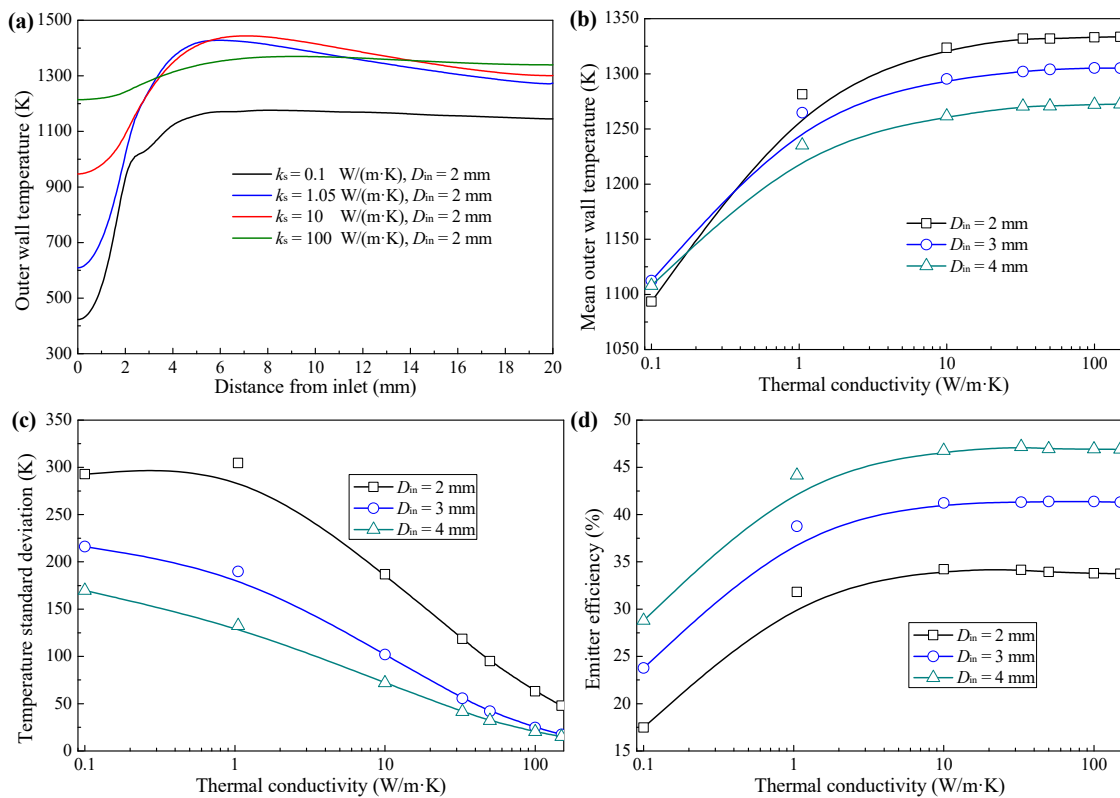 (a)
1500
1300
1100
900
700
500
300
Outer wall temperature (K)
kₛ = 0.1 W/(m·K), Dᵢₙ = 2 mm
kₛ = 1.05 W/(m·K), Dᵢₙ = 2 mm
kₛ = 10 W/(m·K), Dᵢₙ = 2 mm
kₛ = 100 W/(m·K), Dᵢₙ = 2 mm
0 2 4 6 8 10 12 14 16 18 20
Distance from inlet (mm)
(b)
1350
1300
1250
1200
1150
1100
1050
Mean outer wall temperature (K)
Dᵢₙ = 2 mm
Dᵢₙ = 3 mm
Dᵢₙ = 4 mm
0.1 1 10 100
Thermal conductivity (W/m·K)
(c)
350
300
250
200
150
100
50
0
Temperature standard deviation (K)
Dᵢₙ = 2 mm
Dᵢₙ = 3 mm
Dᵢₙ = 4 mm
0.1 1 10 100
Thermal conductivity (W/m·K)
(d)
50
45
40
35
30
25
20
15
Emitter efficiency (%)
Dᵢₙ = 2 mm
Dᵢₙ = 3 mm
Dᵢₙ = 4 mm
0.1 1 10 100
Thermal conductivity (W/m·K)